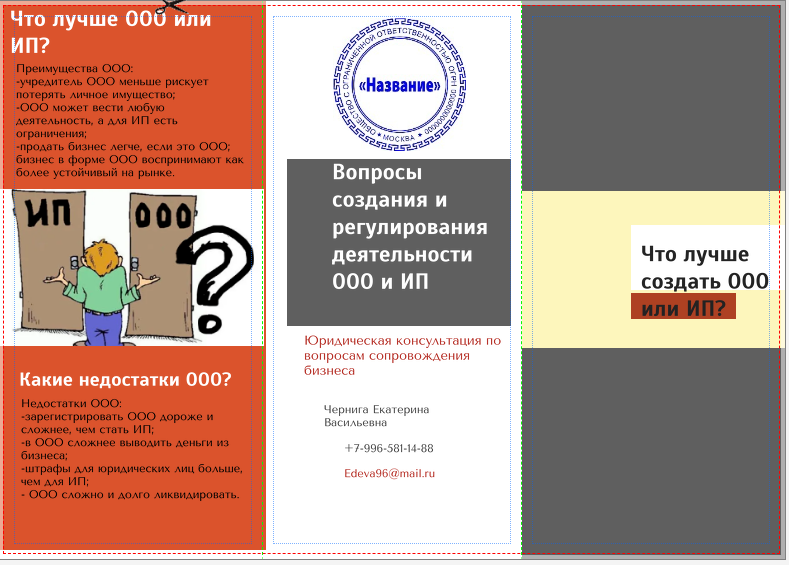 Что лучше ООО или
ИП?
Преимущества ООО:
-учредитель ООО меньше рискует
потерять личное имущество;
-ООО может вести любую
деятельность, а для ИП есть
ограничения;
-продать бизнес легче, если это ООО;
бизнес в форме ООО воспринимают как
более устойчивый на рынке.
ИП
ООО
?
Какие недостатки ООО?
Недостатки ООО:
-зарегистрировать ООО дороже и
сложнее, чем стать ИП;
-в ООО сложнее выводить деньги из
бизнеса;
-штрафы для юридических лиц больше,
чем для ИП;
- ООО сложно и долго ликвидировать.
ОБЩЕСТВО С ОГРАНИЧЕННОЙ ОТВЕТСТВЕННОСТЬЮ ОГРН
«Название»
* МОСКВА *
Вопросы
создания и
регулирования
деятельности
ООО и ИП
Юридическая консультация по
вопросам сопровождения
бизнеса
Чернига Екатерина
Васильевна
+7-996-581-14-88
Edeva96@mail.ru
Что лучше
создать ООО
или ИП?